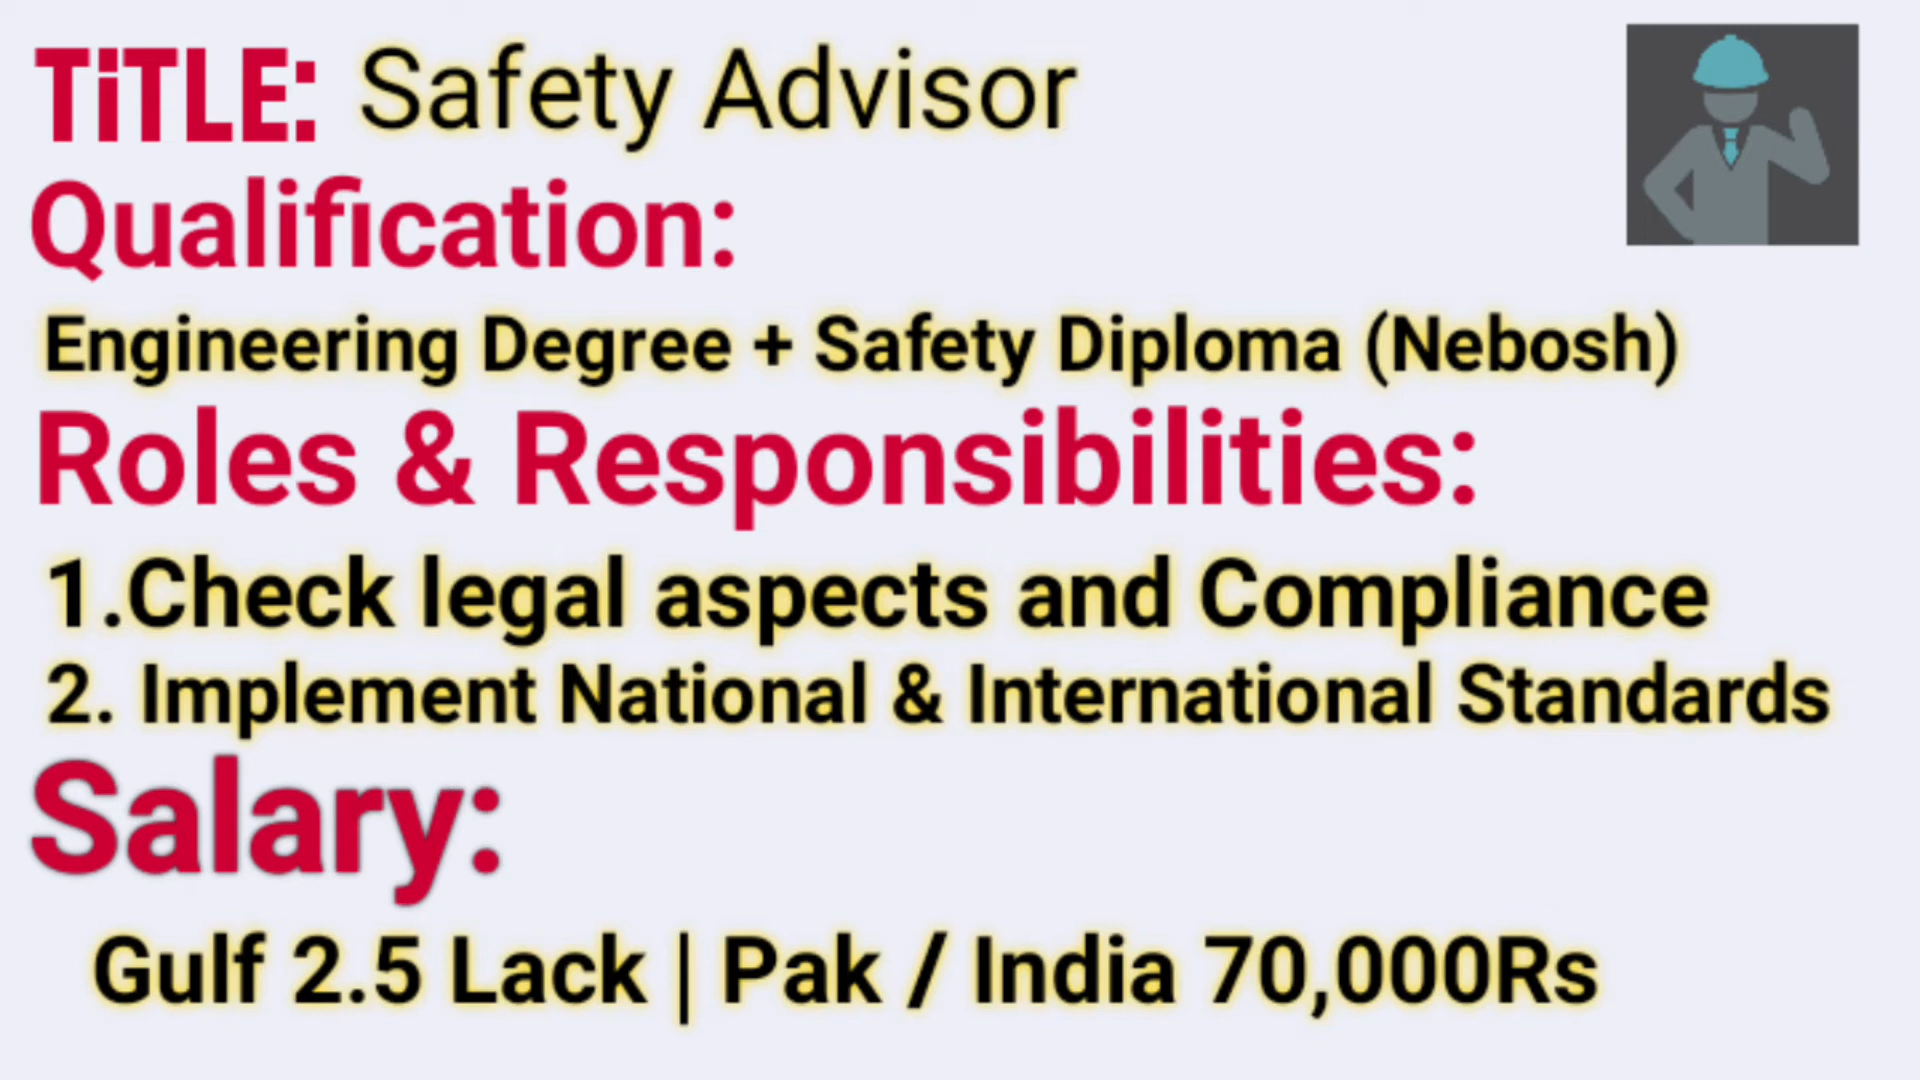 TiTLE: Safety Advisor
Qualification:
Engineering Degree + Safety Diploma (Nebosh)
Roles & Responsibilities:
1.Check legal aspects and Compliance
2. Implement National & International Standards
Salary:
Gulf 2.5 Lack | Pak / India 70,000Rs